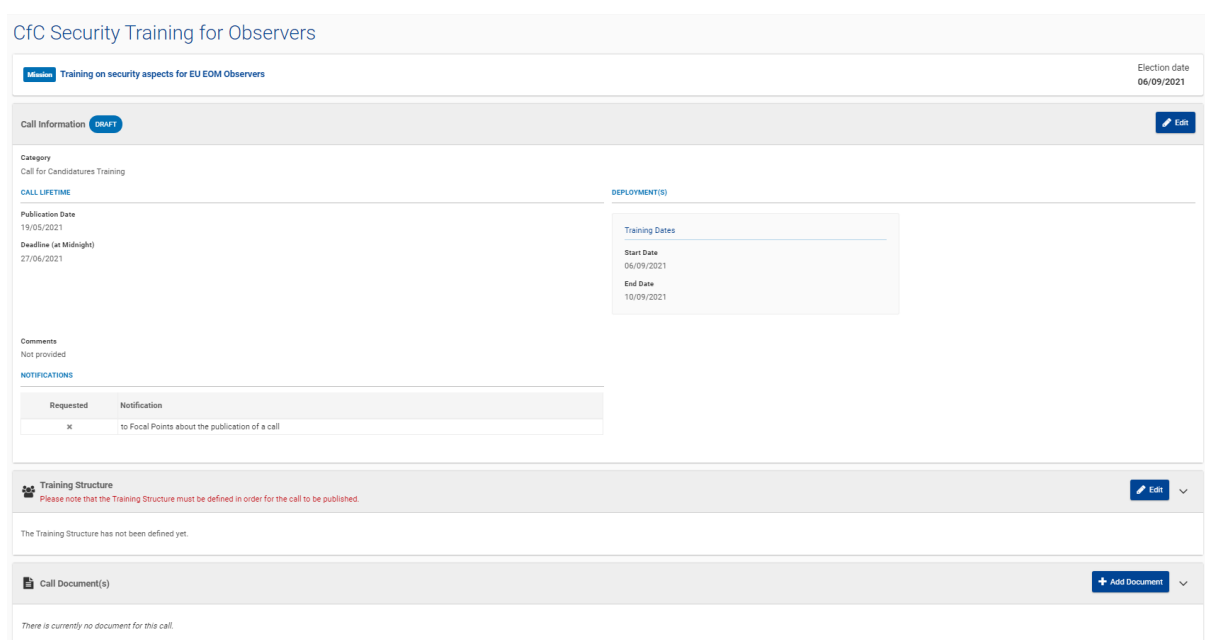 CfC Security Training for Observers
Mission Training on security aspects for EU EOM Observers
Election date
06/09/2021
Call Information DRAFT
Edit
Category
Call for Candidatures Training
CALL LIFETIME
DEPLOYMENT(S)
Publication Date
19/05/2021
Deadline (at Midnight)
27/06/2021
Training Dates
Start Date
06/09/2021
End Date
10/09/2021
Comments
Not provided
NOTIFICATIONS
Requested Notification
to Focal Points about the publication of a call
Training Structure
Please note that the Training Structure must be defined in order for the call to be published.
Edit
The Training Structure has not been defined yet.
Call Document(s)
Add Document
There is currently no document for this call.